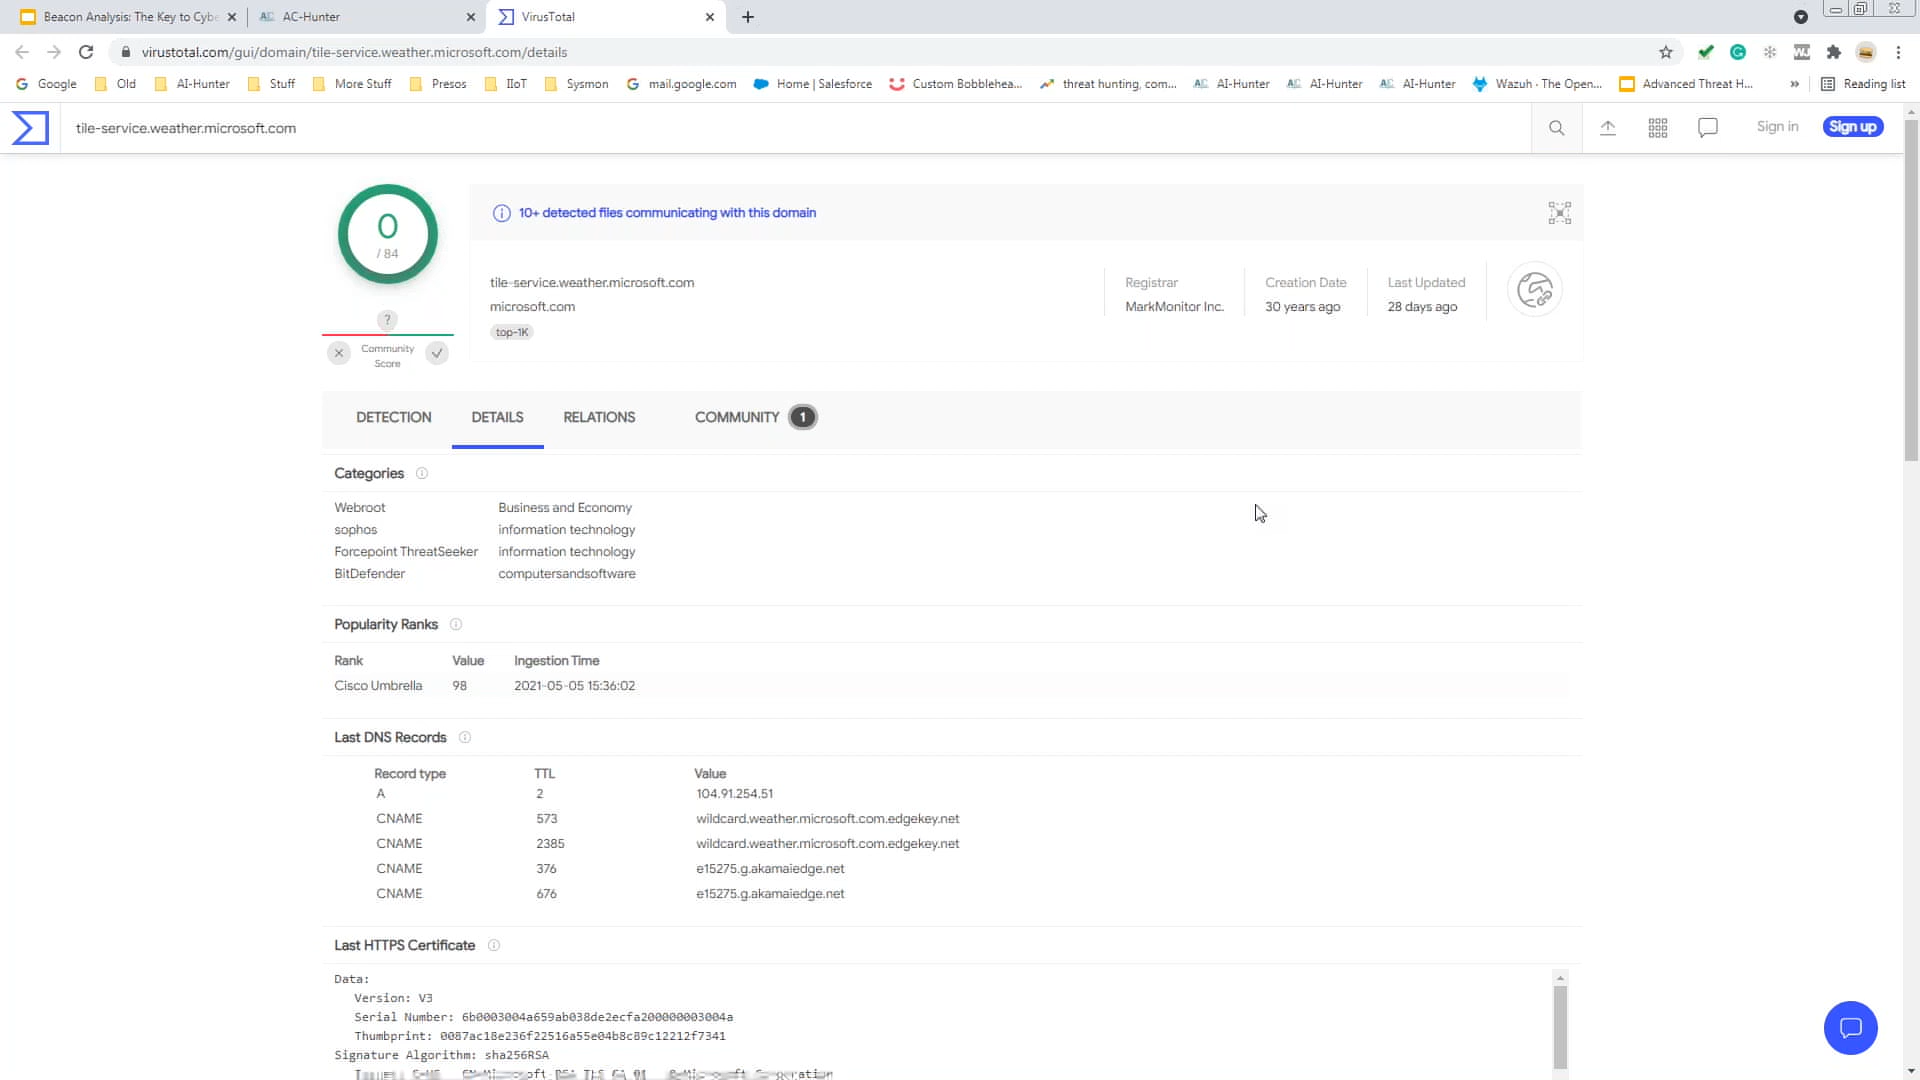 Beacon Analysis: The Key to Cybe
AC-Hunter
VirusTotal
virustotal.com/gui/domain/tile-service.weather.microsoft.com/details
Google
Old
AI-Hunter
Stuff
More Stuff
Presos
IIoT
Sysmon
mail.google.com
Home | Salesforce
Custom Bobblehea...
threat hunting, com...
AI-Hunter
AI-Hunter
AI-Hunter
Wazuh · The Open...
Advanced Threat H...
»
Reading list
tile-service.weather.microsoft.com
Sign in
Sign up
0
/ 84
10+ detected files communicating with this domain
tile-service.weather.microsoft.com
microsoft.com
top-1K
Registrar
MarkMonitor Inc.
Creation Date
30 years ago
Last Updated
28 days ago
?
Community
Score
DETECTION
DETAILS
RELATIONS
COMMUNITY 1
Categories
Webroot Business and Economy
sophos information technology
Forcepoint ThreatSeeker information technology
BitDefender computersandsoftware
Popularity Ranks
Rank Value Ingestion Time
Cisco Umbrella 98 2021-05-05 15:36:02
Last DNS Records
Record type TTL Value
A 2 104.91.254.51
CNAME 573 wildcard.weather.microsoft.com.edgekey.net
CNAME 2385 wildcard.weather.microsoft.com.edgekey.net
CNAME 376 e15275.g.akamaiedge.net
CNAME 676 e15275.g.akamaiedge.net
Last HTTPS Certificate
Data:
Version: V3
Serial Number: 6b0003004a659ab038de2ecfa200000003004a
Thumbprint: 0087ac18e236f22516a55e04b8c89c12212f7341
Signature Algorithm: sha256RSA